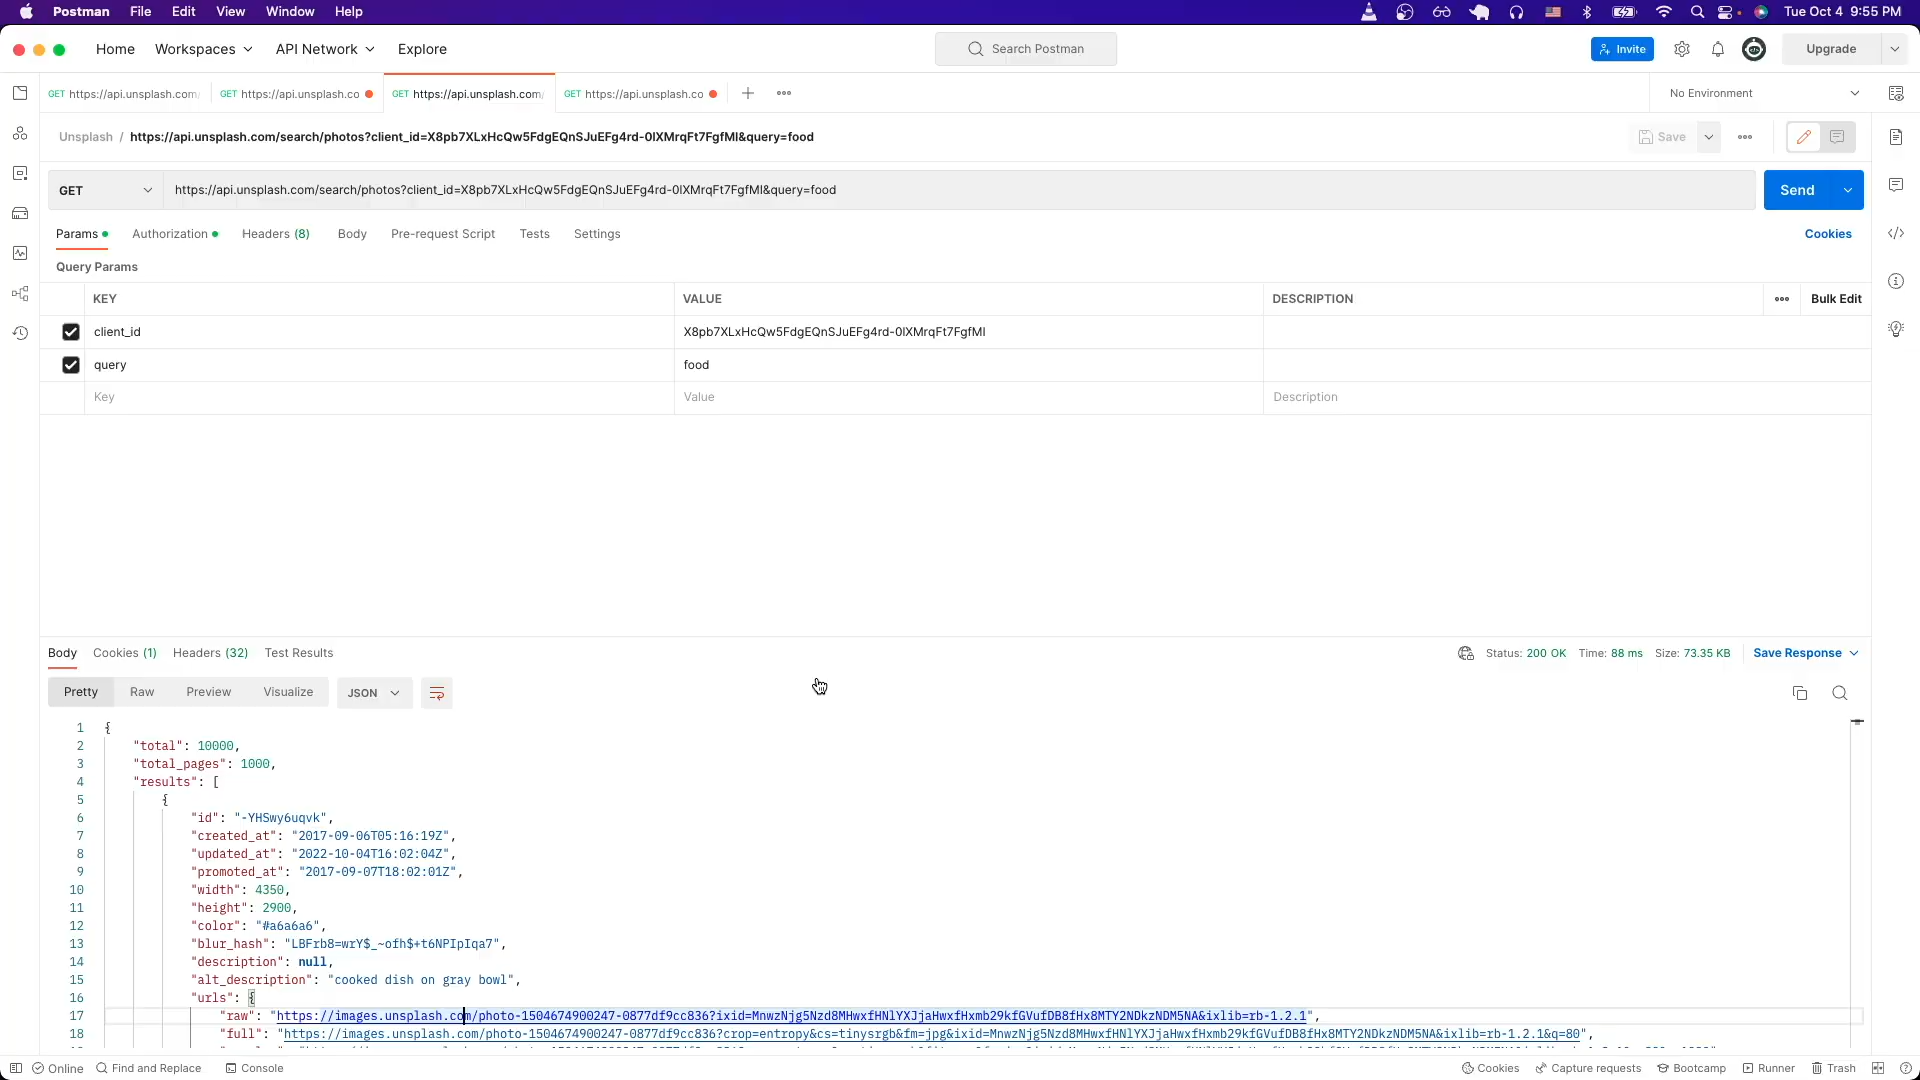 Postman File Edit View Window Help Tue Oct 4 9:55 PM
Home Workspaces API Network Explore Search Postman Invite Upgrade
GET https://api.unsplash.com/ GET https://api.unsplash.co GET https://api.unsplash.com/ GET https://api.unsplash.co No Environment
Unsplash / https://api.unsplash.com/search/photos?client_id=X8pb7XLxHcQw5FdgEQnSJuEFg4rd-0lXMrqFt7FgfMI&query=food Save
GET https://api.unsplash.com/search/photos?client_id=X8pb7XLxHcQw5FdgEQnSJuEFg4rd-0lXMrqFt7FgfMI&query=food Send
Params Authorization Headers (8) Body Pre-request Script Tests Settings Cookies
Query Params
KEY VALUE DESCRIPTION Bulk Edit
client_id X8pb7XLxHcQw5FdgEQnSJuEFg4rd-0lXMrqFt7FgfMI
query food
Key Value Description
Body Cookies (1) Headers (32) Test Results Status: 200 OK Time: 88 ms Size: 73.35 KB Save Response
Pretty Raw Preview Visualize JSON
1 {
2 "total": 10000,
3 "total_pages": 1000,
4 "results": [
5 {
6 "id": "-YHSwy6uqvk",
7 "created_at": "2017-09-06T05:16:19Z",
8 "updated_at": "2022-10-04T16:02:04Z",
9 "promoted_at": "2017-09-07T18:02:01Z",
10 "width": 4350,
11 "height": 2900,
12 "color": "#a6a6a6",
13 "blur_hash": "LBFrb8=wrY$_~ofh$+t6NPIpIqa7",
14 "description": null,
15 "alt_description": "cooked dish on gray bowl",
16 "urls": {
17 "raw": "https://images.unsplash.com/photo-1504674900247-0877df9cc836?ixid=MnwzNjg5Nzd8MHwxfHNlYXJjaHwxfHxmb29kfGVufDB8fHx8MTY2NDkzNDM5NA&ixlib=rb-1.2.1",
18 "full": "https://images.unsplash.com/photo-1504674900247-0877df9cc836?crop=entropy&cs=tinysrgb&fm=jpg&ixid=MnwzNjg5Nzd8MHwxfHNlYXJjaHwxfHxmb29kfGVufDB8fHx8MTY2NDkzNDM5NA&ixlib=rb-1.2.1&q=80",
Online Find and Replace Console Cookies Capture requests Bootcamp Runner Trash